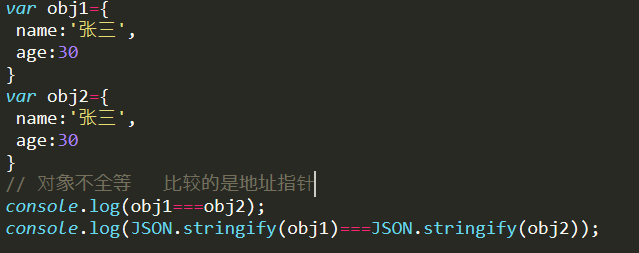 var obj1={
 name:'张三',
 age:30
}
var obj2={
 name:'张三',
 age:30
}
// 对象不全等   比较的是地址指针
console.log(obj1===obj2);
console.log(JSON.stringify(obj1)===JSON.stringify(obj2));